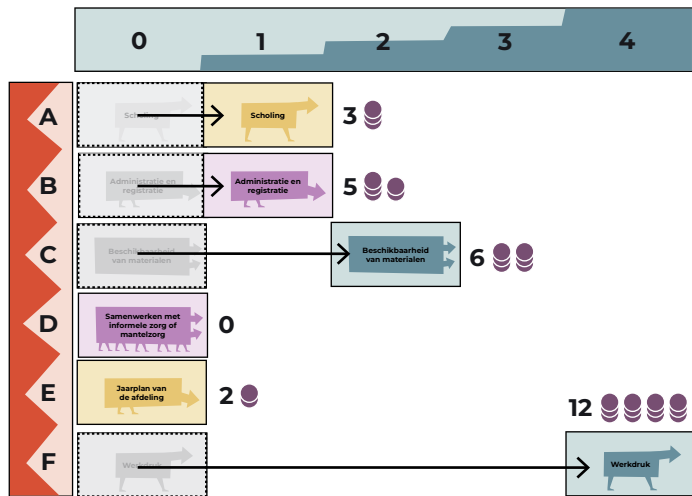 0 1 2 3 4
A
Scholing
Scholing
3
B
Administratie en
registratie
Administratie en
registratie
5
C
Beschikbaarheid
van materialen
Beschikbaarheid
van materialen
6
D
Samenwerken met
informele zorg of
mantelzorg
0
E
Jaarplan van
de afdeling
2
12
F
Werkdruk
Werkdruk